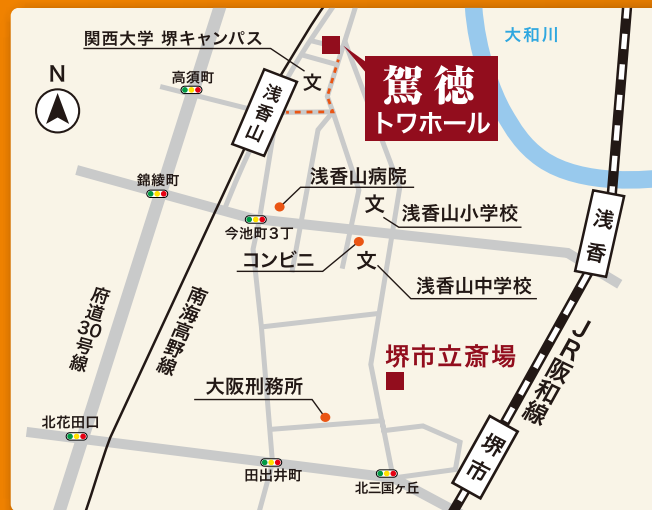 関西大学 堺キャンパス
大和川
N
高須町
文
浅香山
駕德
トワホール
錦綾町
浅香山病院
文
浅香山小学校
今池町3丁
浅香
コンビニ
文
浅香山中学校
府道30号線
南海高野線
JR阪和線
堺市立斎場
大阪刑務所
北花田口
堺市
田出井町
北三国ヶ丘